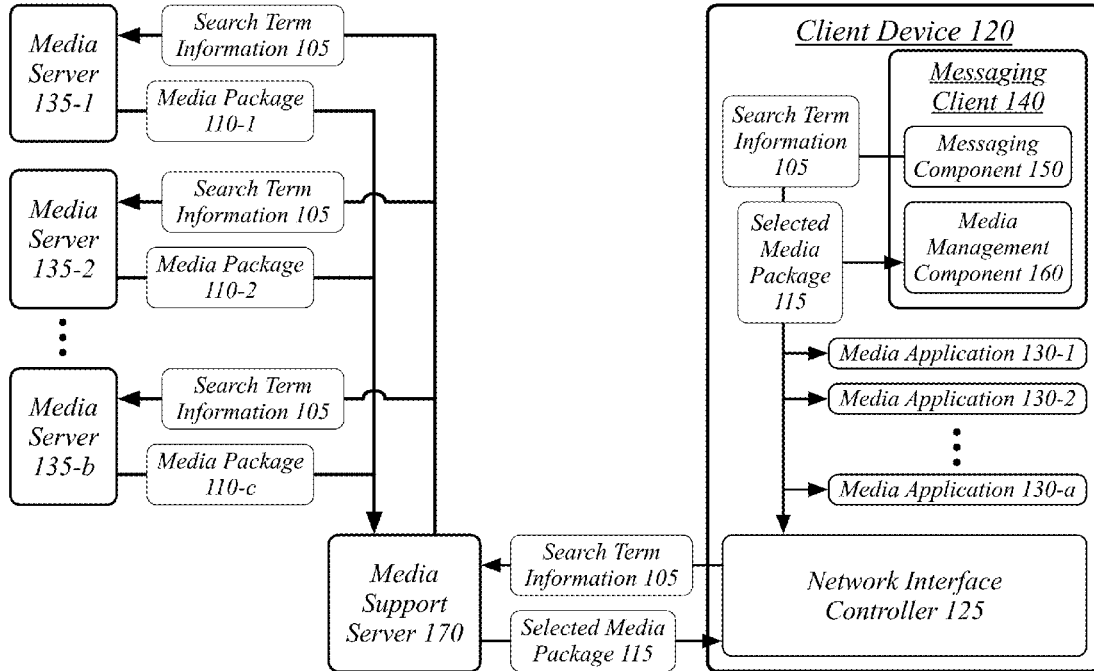 Media
Server
135-1
Search Term
Information 105
Media Package
110-1
Media
Server
135-2
Search Term
Information 105
Media Package
110-2
Media
Server
135-b
Search Term
Information 105
Media Package
110-c
Media
Support
Server 170
Search Term
Information 105
Selected Media
Package 115
Client Device 120
Messaging
Client 140
Messaging
Component 150
Media
Management
Component 160
Search Term
Information
105
Selected
Media
Package
115
Media Application 130-1
Media Application 130-2
Media Application 130-a
Network Interface
Controller 125